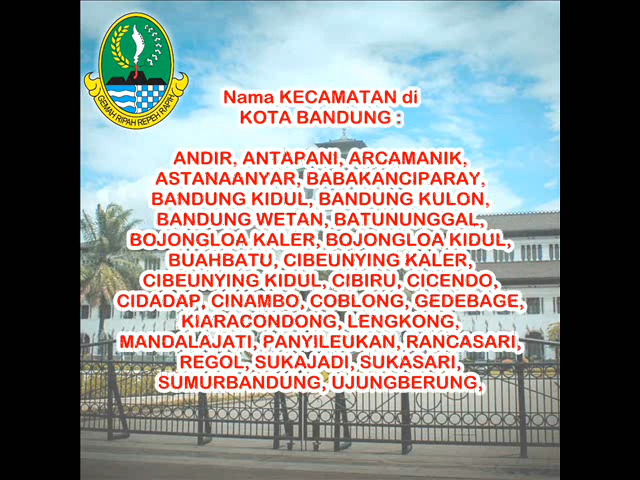 GEMAH RIPAH REPEH RAPIH
Nama KECAMATAN di
KOTA BANDUNG :
ANDIR, ANTAPANI, ARCAMANIK,
ASTANAANYAR, BABAKANCIPARAY,
BANDUNG KIDUL, BANDUNG KULON,
BANDUNG WETAN, BATUNUNGGAL,
BOJONGLOA KALER, BOJONGLOA KIDUL,
BUAHBATU, CIBEUNYING KALER,
CIBEUNYING KIDUL, CIBIRU, CICENDO,
CIDADAP, CINAMBO, COBLONG, GEDEBAGE,
KIARACONDONG, LENGKONG,
MANDALAJATI, PANYILEUKAN, RANCASARI,
REGOL, SUKAJADI, SUKASARI,
SUMURBANDUNG, UJUNGBERUNG,